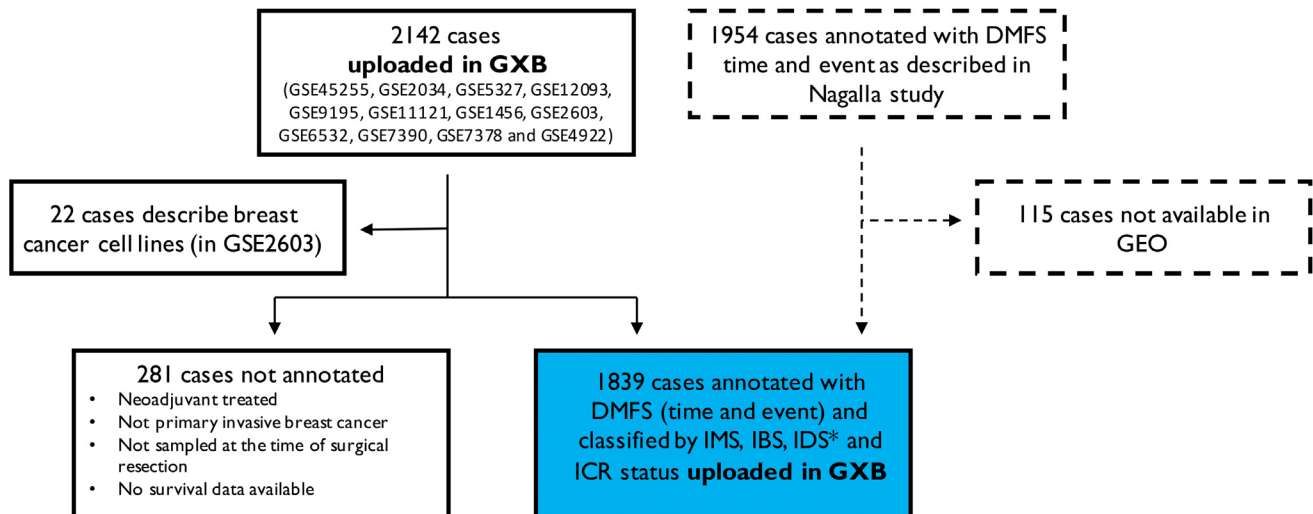 2142 cases
uploaded in GXB
(GSE45255, GSE2034, GSE5327, GSE12093,
GSE9195, GSE11121, GSE1456, GSE2603,
GSE6532, GSE7390, GSE7378 and GSE4922)
1954 cases annotated with DMFS
time and event as described in
Nagalla study
22 cases describe breast
cancer cell lines (in GSE2603)
115 cases not available in
GEO
281 cases not annotated
• Neoadjuvant treated
• Not primary invasive breast cancer
• Not sampled at the time of surgical
resection
• No survival data available
1839 cases annotated with
DMFS (time and event) and
classified by IMS, IBS, IDS* and
ICR status uploaded in GXB